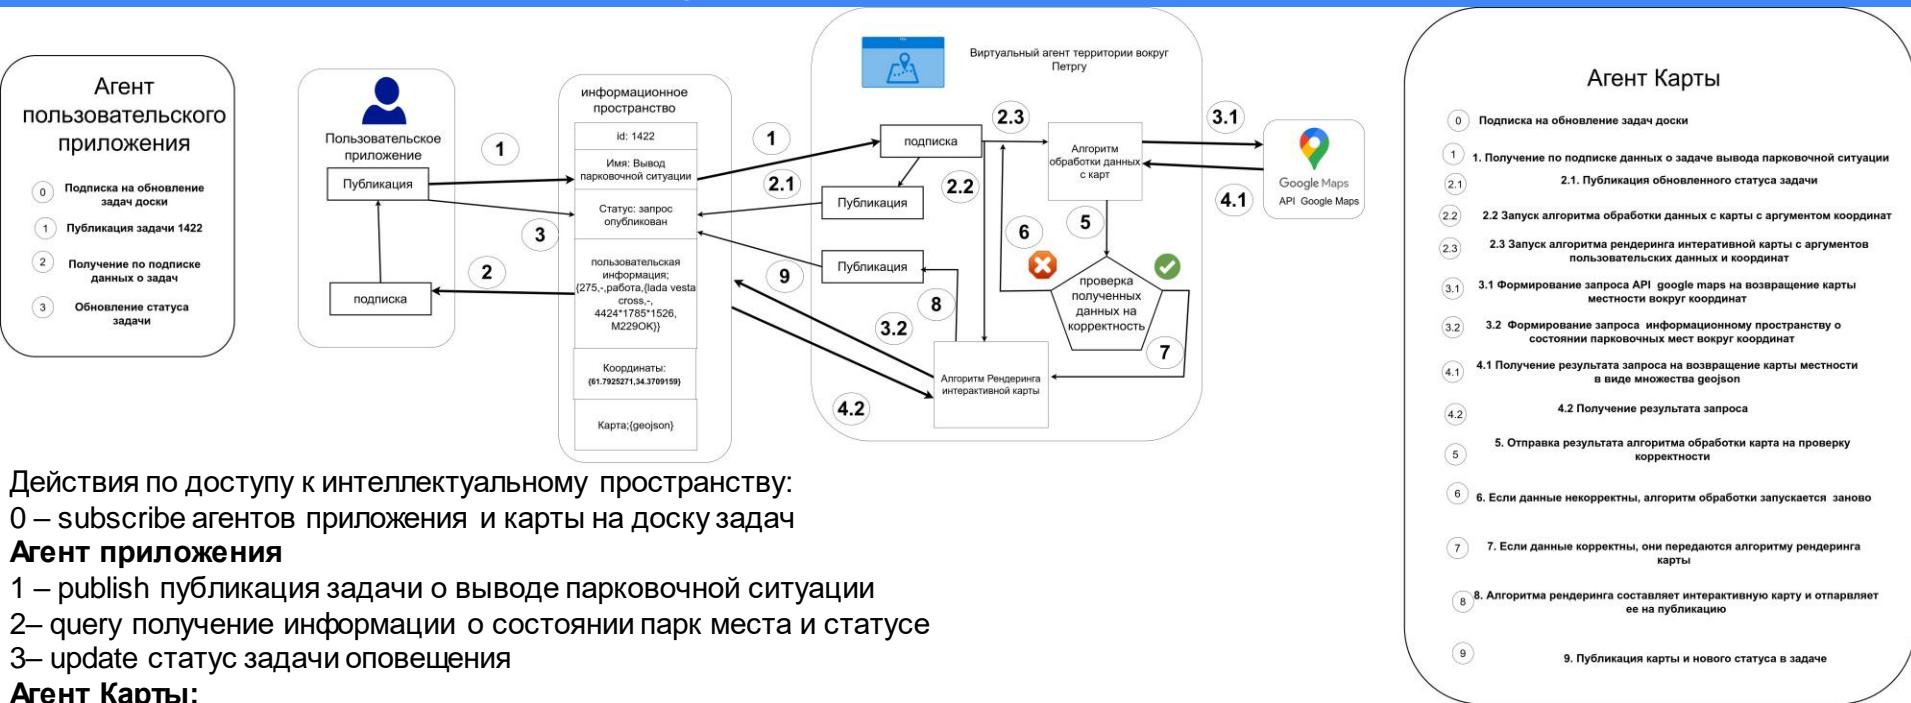 Агент
пользовательского
приложения
0 Подписка на обновление
задач доски
1 Публикация задачи 1422
2 Получение по подписке
данных о задач
3 Обновление статуса
задачи
Пользовательское
приложение
Публикация
подписка
1
3
2
информационное
пространство
id: 1422
Имя: Вывод
парковочной ситуации
Статус: запрос
опубликован
пользовательская
информация;
{275,-,работа,{lada vesta
cross,-,
4424*1785*1526,
M229OK}}
Координаты:
{61.7925271,34.3709159}
Карта;{geojson}
Виртуальный агент территории вокруг
Петргу
1
подписка
2.3
2.1
2.2
Публикация
Алгоритм
обработки данных
с карт
3.1
4.1
Google Maps
API Google Maps
6
5
9
Публикация
8
3.2
проверка
полученных
данных на
корректность
7
Алгоритм Рендеринга
интерактивной карты
4.2
Агент Карты
0 Подписка на обновление задач доски
1 1. Получение по подписке данных о задаче вывода парковочной ситуации
2.1 2.1. Публикация обновленного статуса задачи
2.2 2.2 Запуск алгоритма обработки данных с карты с аргументом координат
2.3 2.3 Запуск алгоритма рендеринга интеративной карты с аргументов
пользовательских данных и координат
3.1 3.1 Формирование запроса API google maps на возвращение карты
местности вокруг координат
3.2 3.2 Формирование запроса информационному пространству о
состоянии парковочных мест вокруг координат
4.1 4.1 Получение результата запроса на возвращение карты местности
в виде множества geojson
4.2 4.2 Получение результата запроса
5 5. Отправка результата алгоритма обработки карта на проверку
корректности
6 6. Если данные некорректны, алгоритм обработки запускается заново
7 7. Если данные корректны, они передаются алгоритму рендеринга
карты
8 8. Алгоритма рендеринга составляет интерактивную карту и отпарвляет
ее на публикацию
9 9. Публикация карты и нового статуса в задаче
Действия по доступу к интеллектуальному пространству:
0 – subscribe агентов приложения и карты на доску задач
Агент приложения
1 – publish публикация задачи о выводе парковочной ситуации
2– query получение информации о состоянии парк места и статусе
3– update статус задачи оповещения
Агент Карты: